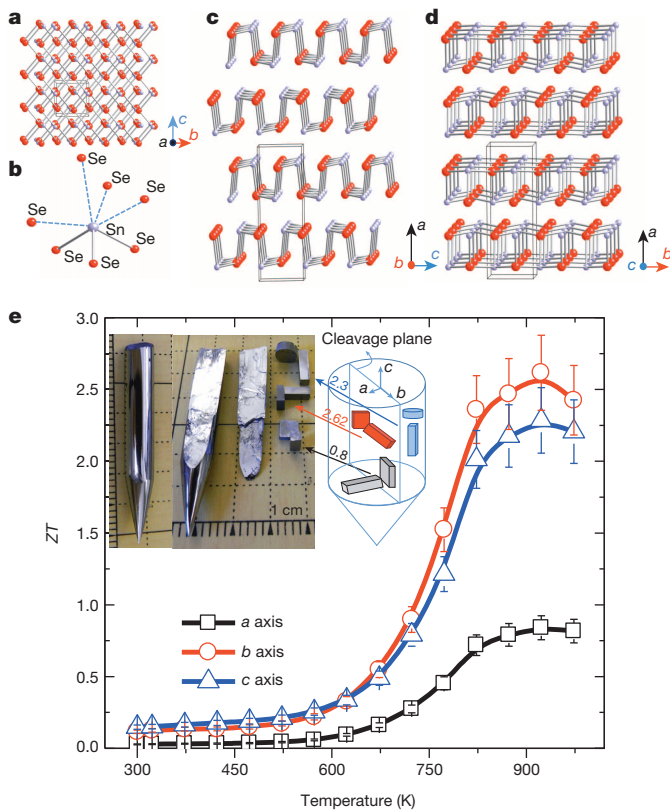 a
c
d
c
a
b
b
Se
Se
Se
Se
Sn
Se
Se
Se
a
b
c
a
c
b
e
3.0
2.5
2.0
1.5
1.0
0.5
0.0
ZT
Cleavage plane
c
a
b
2.3
2.62
0.8
1 cm
a axis
b axis
c axis
300
450
600
750
900
Temperature (K)